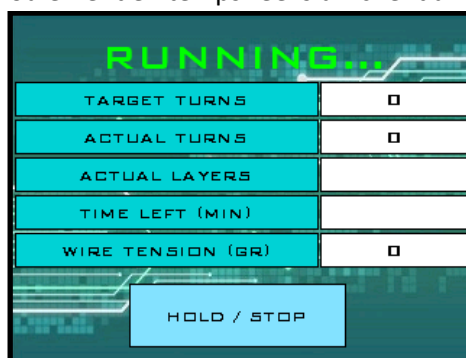 RUNNING...
TARGET TURNS 0
ACTUAL TURNS 0
ACTUAL LAYERS
TIME LEFT (MIN)
WIRE TENSION (GR) 0
HOLD / STOP